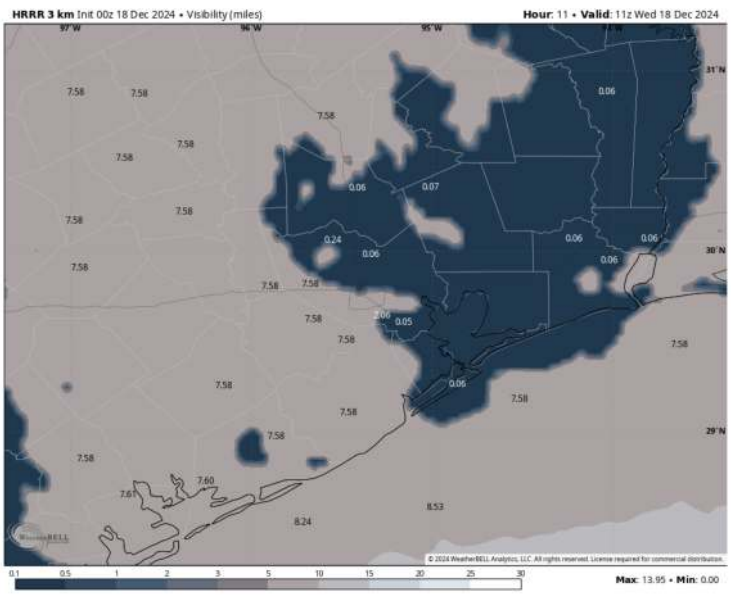 HRRR 3 km Init 00z 18 Dec 2024 • Visibility (miles) Hour: 11 • Valid: 11z Wed 18 Dec 2024
97°W 96°W 95°W 94°W
31°N
7.58 7.58 0.06
7.58
7.58
7.58
0.06 0.07
7.58
7.58
0.24 0.06 0.06
30°N
0.06 0.06
7.58
7.58 7.58
7.58 2.06 0.05
7.58 7.58
7.58 0.06
7.58 7.58
7.58 29°N
7.58
7.60
7.61
8.53
8.24
WEATHERBELL
© 2024 WeatherBELL Analytics, LLC. All rights reserved. License required for commercial distribution.
0.1 0.5 1 2 3 5 10 15 20 25 30
Max: 13.95 • Min: 0.00